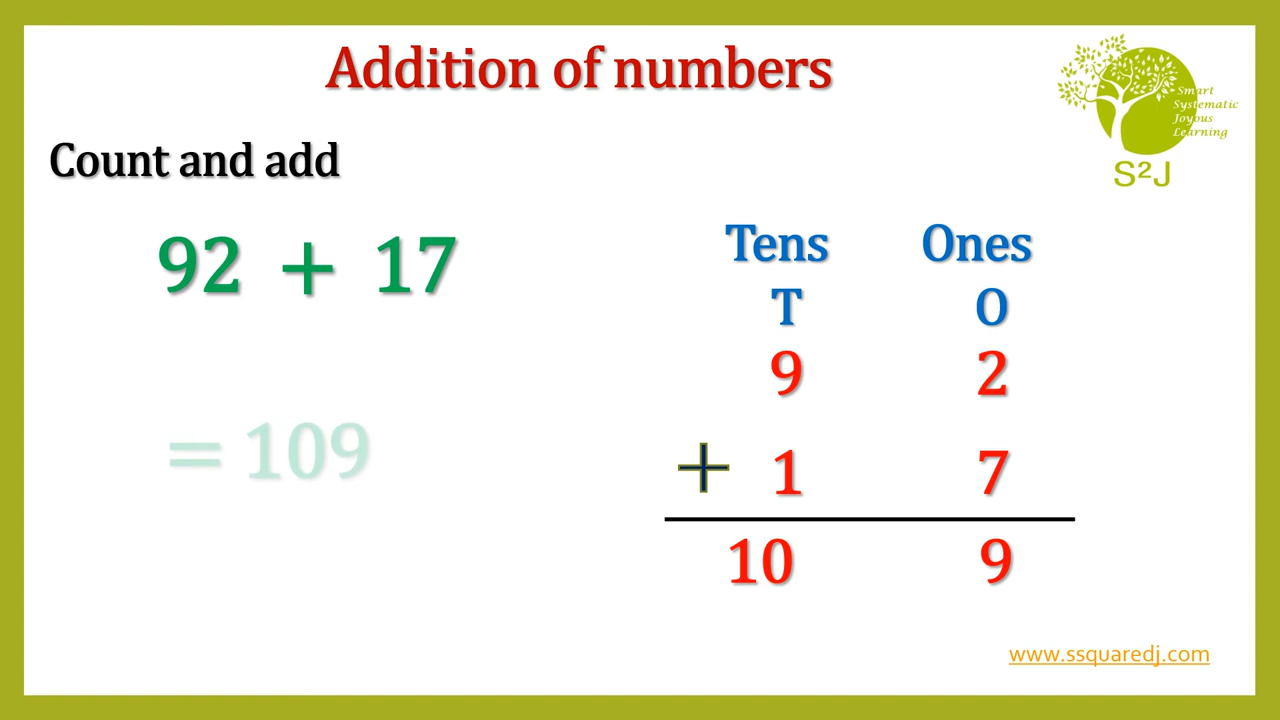 Addition of numbers
Smart
Systematic
Joyous
Learning
S²J
Count and add
92 + 17
= 109
Tens Ones
T O
9 2
+ 1 7
10 9
www.ssquaredj.com